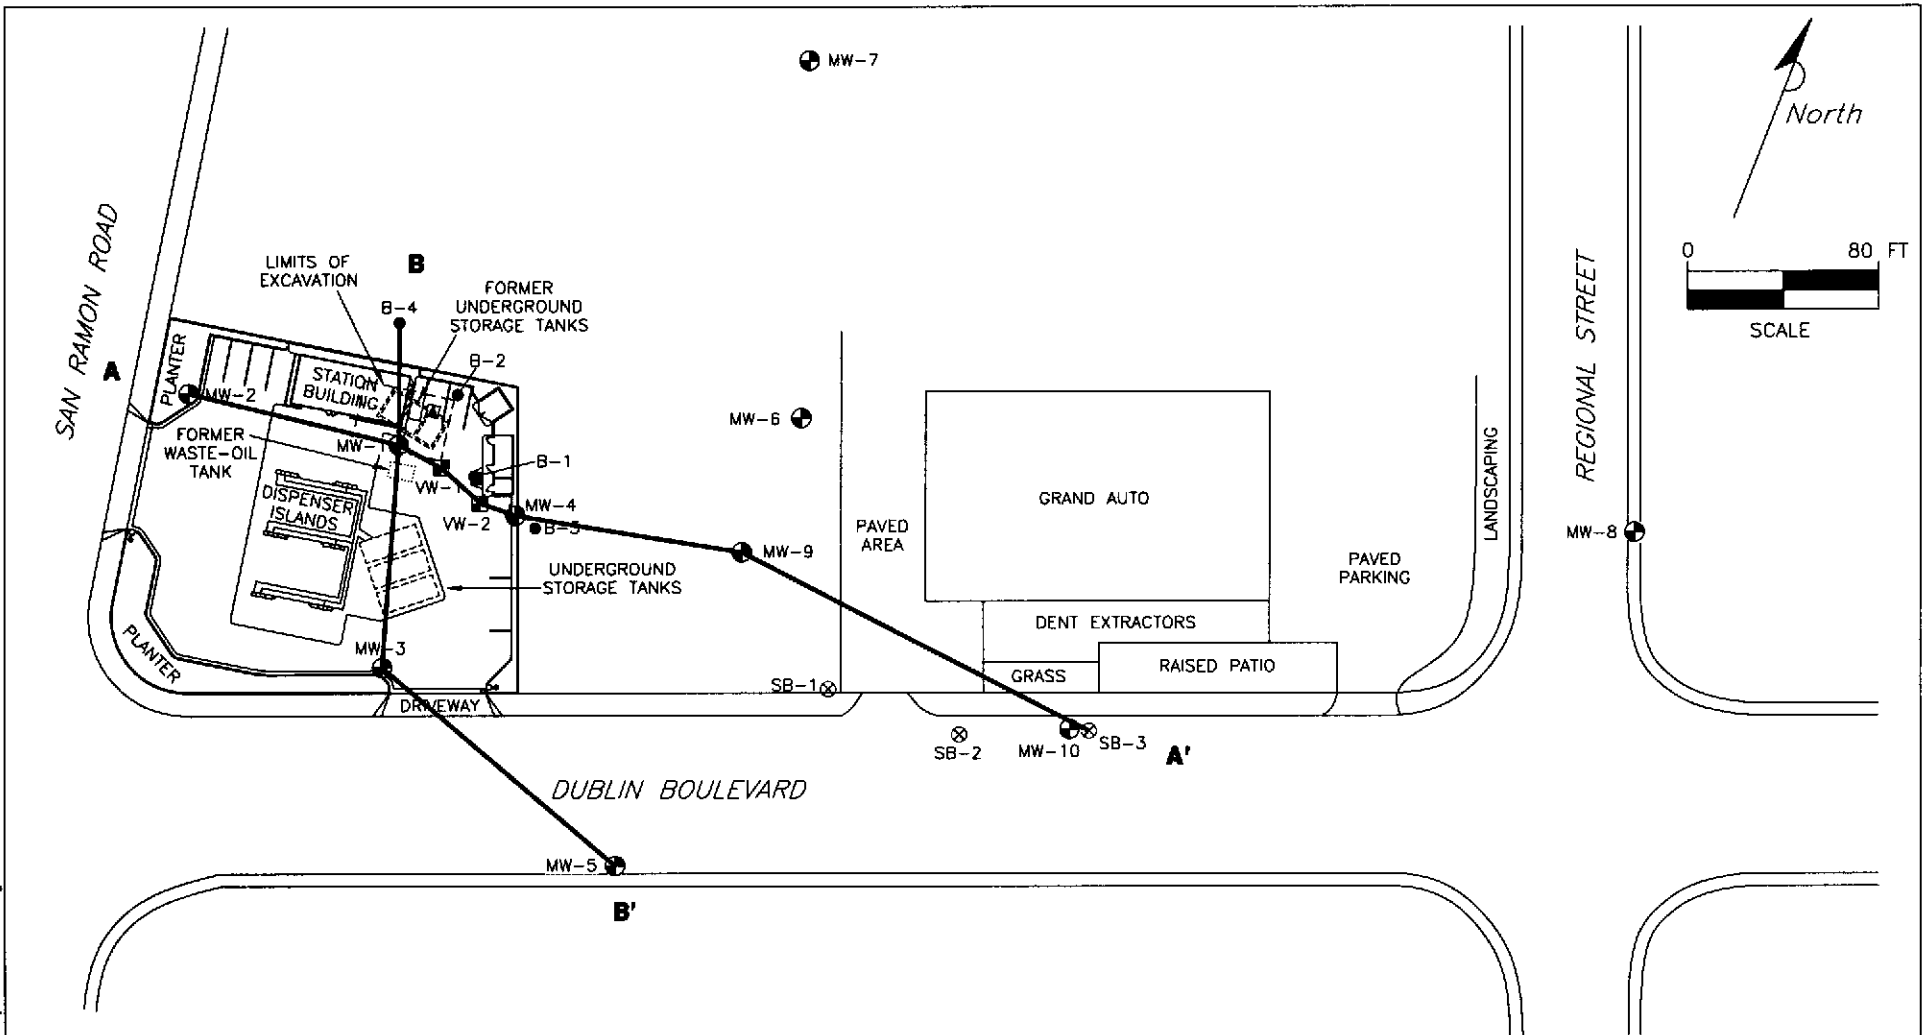 MW-7
North
0 80 FT
SCALE
SAN RAMON ROAD
REGIONAL STREET
LIMITS OF
EXCAVATION
B
FORMER
UNDERGROUND
STORAGE TANKS
B-4
B-2
A
PLANTER
MW-2
STATION
BUILDING
MW-6
FORMER
WASTE-OIL
TANK
MW-
B-1
VW-1
VW-2
MW-4
B-3
DISPENSER
ISLANDS
MW-9
PAVED
AREA
GRAND AUTO
LANDSCAPING
MW-8
PAVED
PARKING
UNDERGROUND
STORAGE TANKS
DENT EXTRACTORS
PLANTER
MW-3
GRASS
RAISED PATIO
SB-1
DRIVEWAY
SB-2
MW-10
SB-3
A'
DUBLIN BOULEVARD
MW-5
B'